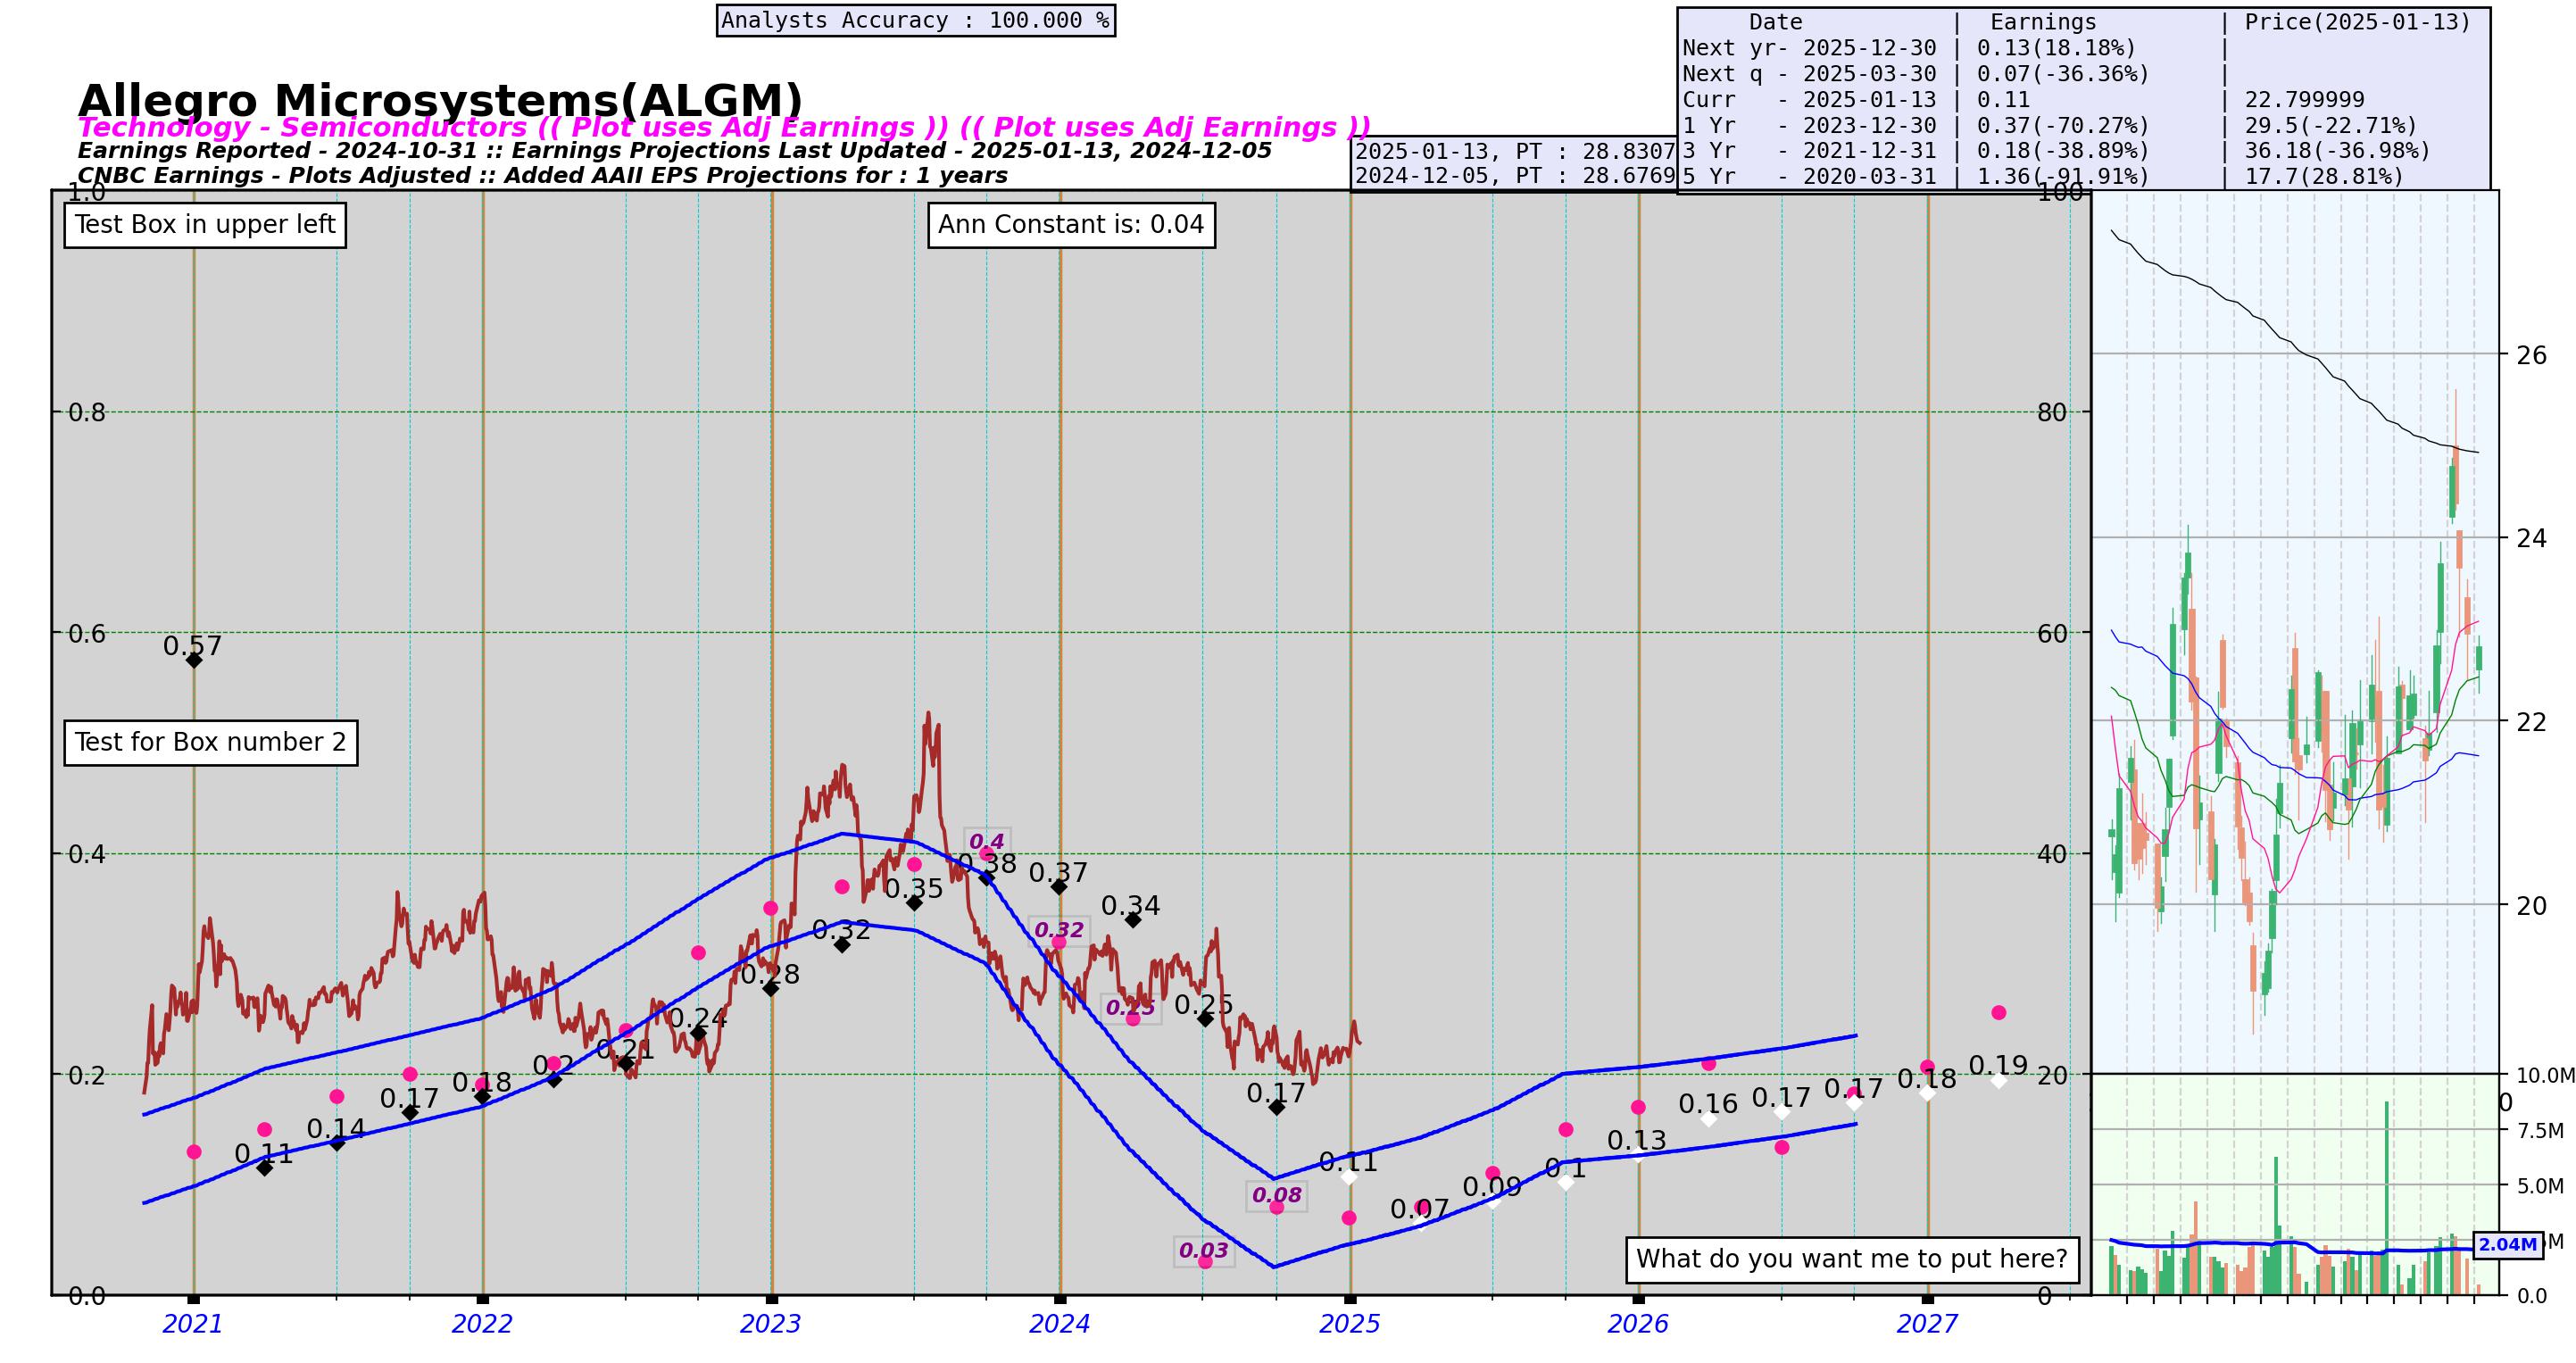 Analysts Accuracy : 100.000 %
Date | Earnings | Price(2025-01-13)
Next yr- 2025-12-30 | 0.13(18.18%) |
Next q - 2025-03-30 | 0.07(-36.36%) |
Curr - 2025-01-13 | 0.11 | 22.799999
1 Yr - 2023-12-30 | 0.37(-70.27%) | 29.5(-22.71%)
3 Yr - 2021-12-31 | 0.18(-38.89%) | 36.18(-36.98%)
5 Yr - 2020-03-31 | 1.36(-91.91%) | 17.7(28.81%)
Allegro Microsystems(ALGM)
Technology - Semiconductors (( Plot uses Adj Earnings )) (( Plot uses Adj Earnings ))
Earnings Reported - 2024-10-31 :: Earnings Projections Last Updated - 2025-01-13, 2024-12-05
CNBC Earnings - Plots Adjusted :: Added AAII EPS Projections for : 1 years
2025-01-13, PT : 28.8307
2024-12-05, PT : 28.6769
1.0
0.8
0.6
0.4
0.2
0.0
100
80
60
40
20
0
Test Box in upper left
Ann Constant is: 0.04
Test for Box number 2
What do you want me to put here?
0.57
0.11
0.14
0.17
0.18
0.2
0.21
0.24
0.28
0.32
0.35
0.38
0.37
0.34
0.25
0.17
0.11
0.07
0.09
0.1
0.13
0.16
0.17
0.17
0.18
0.19
0.4
0.32
0.25
0.03
0.08
26
24
22
20
10.0M
7.5M
5.0M
2.04M
0.0
2021
2022
2023
2024
2025
2026
2027